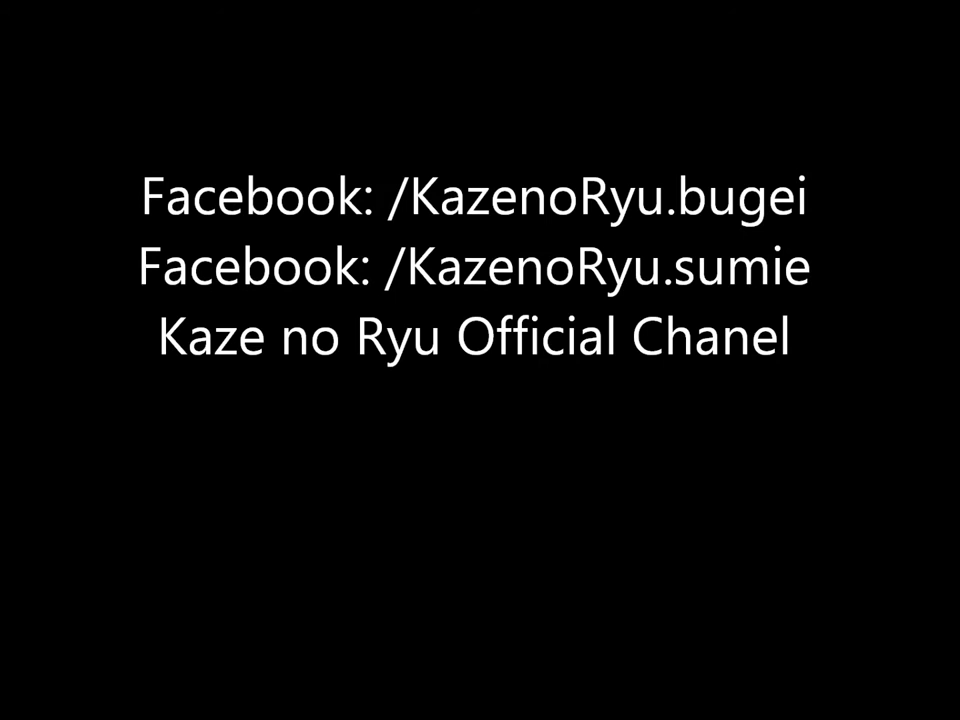 Facebook: /KazenoRyu.bugei
Facebook: /KazenoRyu.sumie
Kaze no Ryu Official Chanel